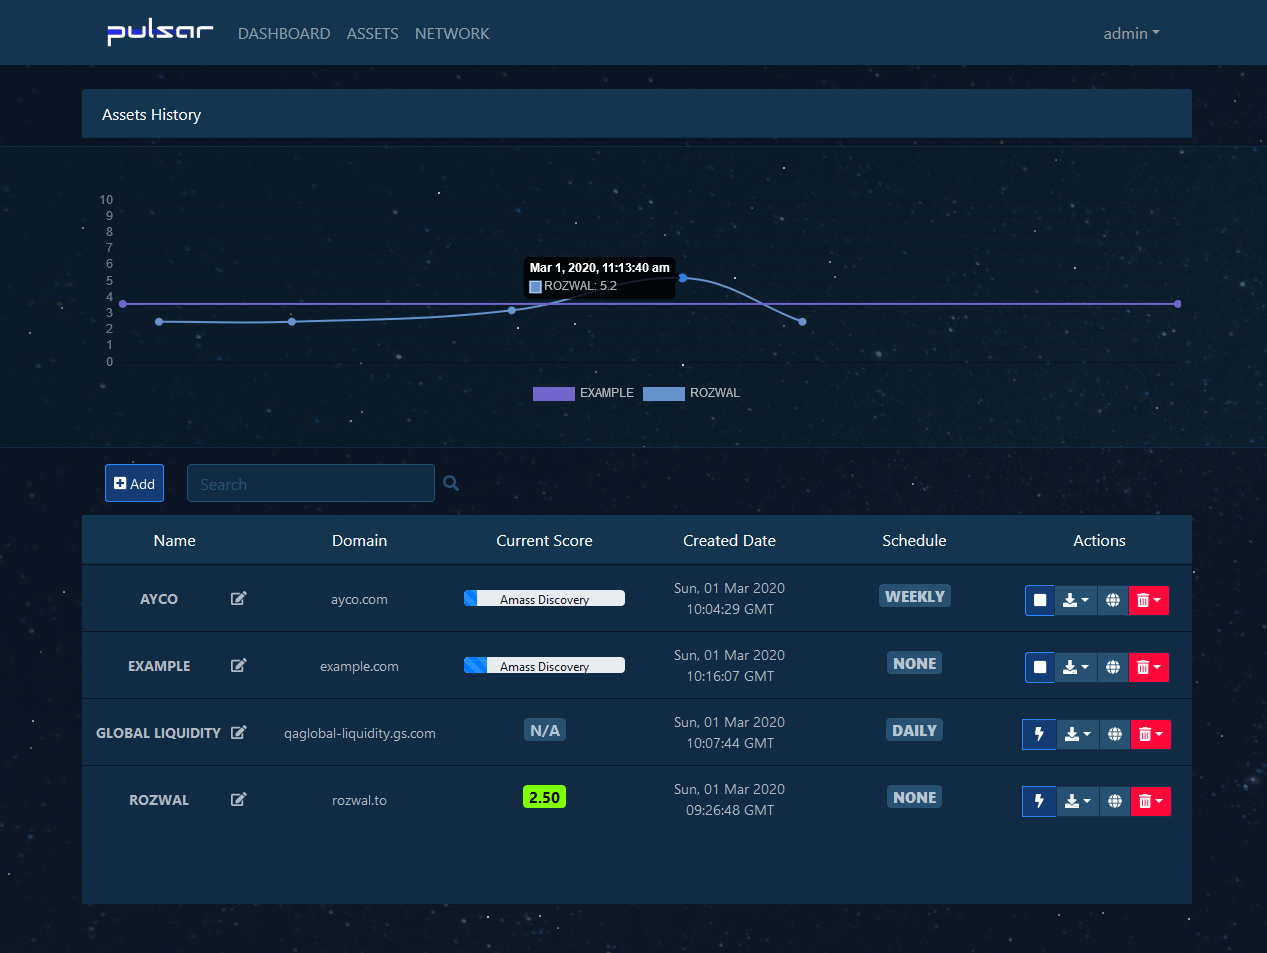 pulsar DASHBOARD ASSETS NETWORK admin
Assets History
10
9
8
7
6
5
4
3
2
1
0
Mar 1, 2020, 11:13:40 am
ROZWAL: 5.2
EXAMPLE ROZWAL
Add Search
Name Domain Current Score Created Date Schedule Actions
AYCO ayco.com Amass Discovery Sun, 01 Mar 2020 10:04:29 GMT WEEKLY
EXAMPLE example.com Amass Discovery Sun, 01 Mar 2020 10:16:07 GMT NONE
GLOBAL LIQUIDITY qaglobal-liquidity.gs.com N/A Sun, 01 Mar 2020 10:07:44 GMT DAILY
ROZWAL rozwal.to 2.50 Sun, 01 Mar 2020 09:26:48 GMT NONE